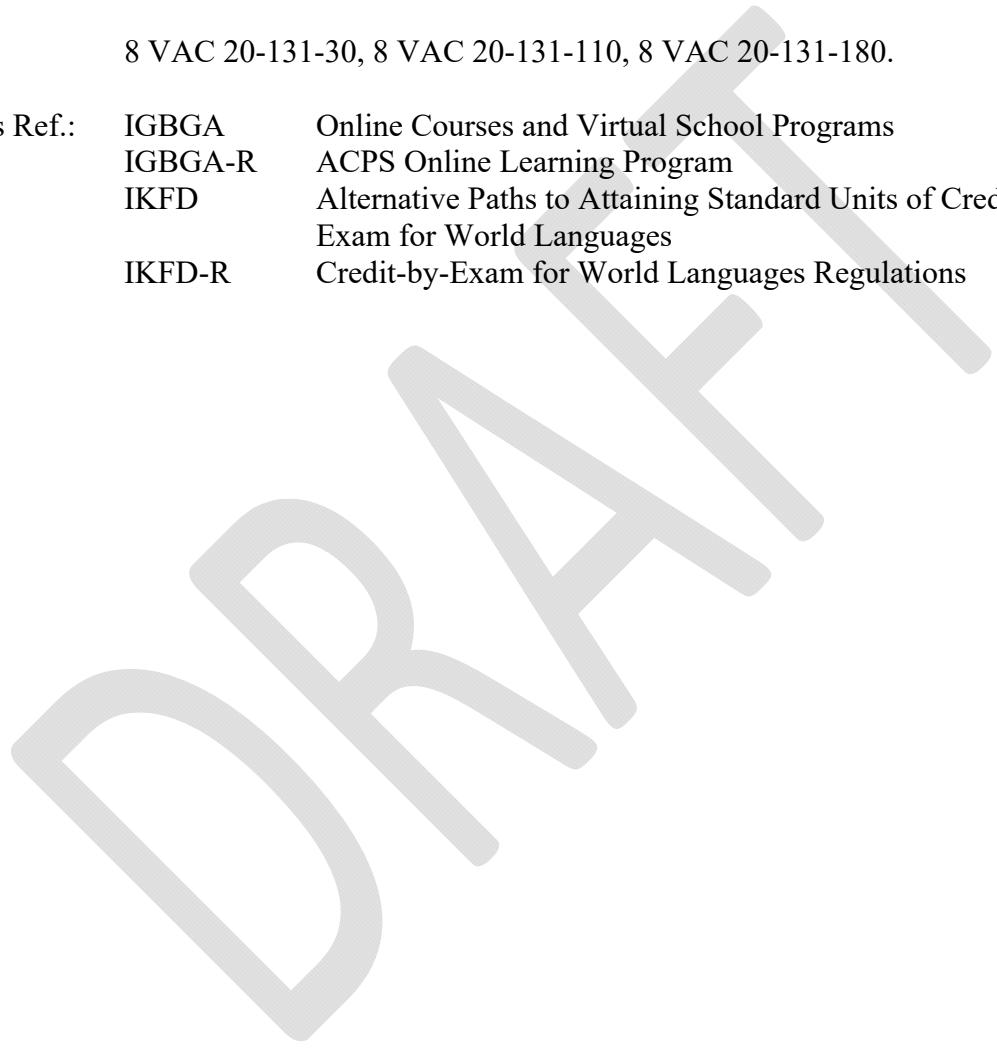 8 VAC 20-131-30, 8 VAC 20-131-110, 8 VAC 20-131-180.
s Ref.: IGBGA Online Courses and Virtual School Programs
IGBGA-R ACPS Online Learning Program
IKFD Alternative Paths to Attaining Standard Units of Cred
Exam for World Languages
IKFD-R Credit-by-Exam for World Languages Regulations
DRAFT